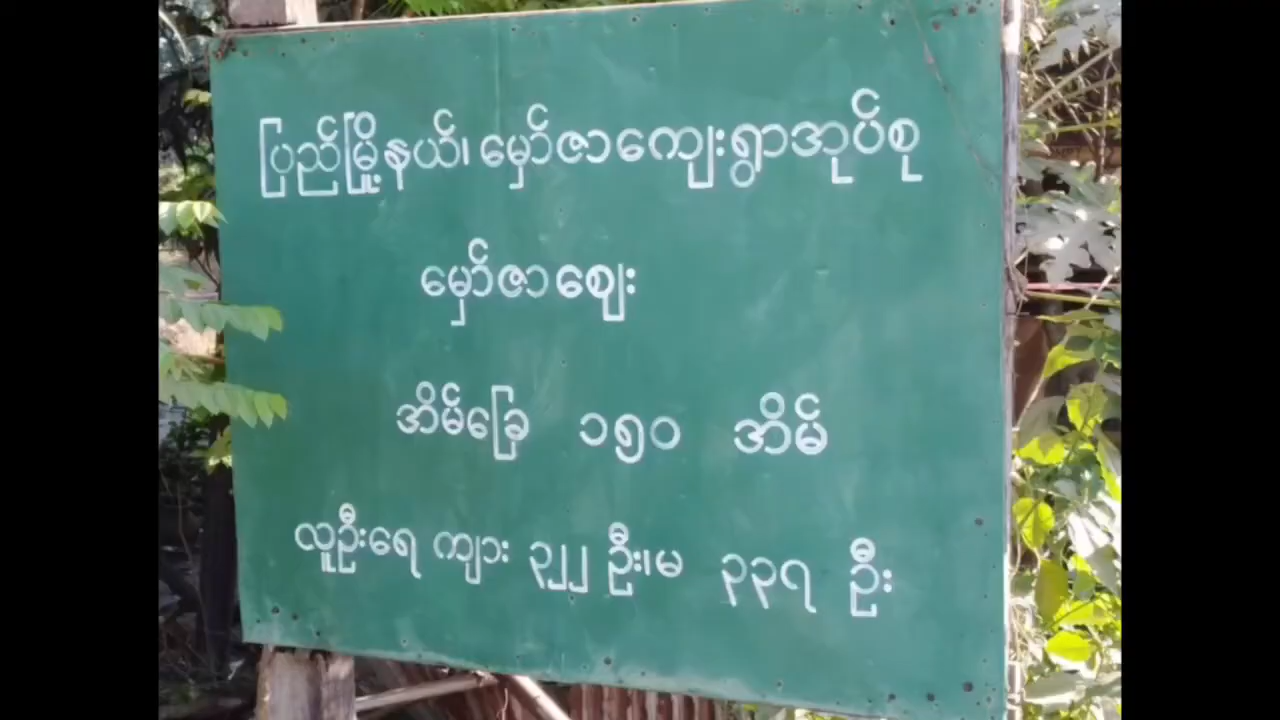 ပြည်မြို့နယ်၊ မှော်ဇာကျေးရွာအုပ်စု
မှော်ဇာဈေး
အိမ်ခြေ ၁၅၀ အိမ်
လူဦးရေ ကျား ၃၂၂ ဦး၊မ ၃၃၇ ဦး